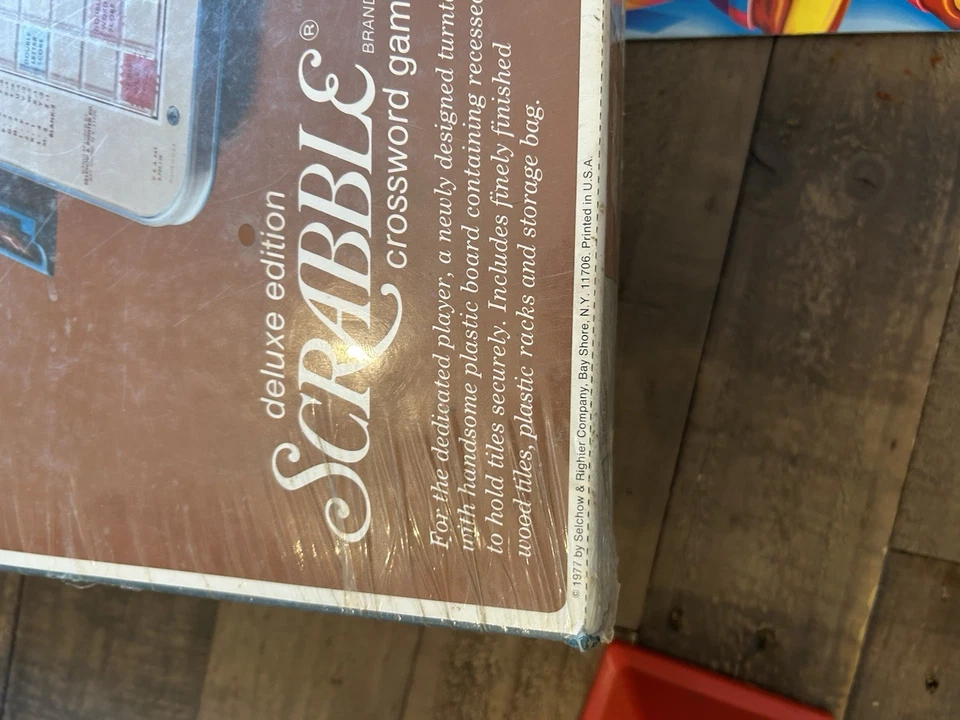 deluxe edition
SCRABBLE®
BRAND
crossword gam
For the dedicated player, a newly designed turnt
with handsome plastic board containing recesse
to hold tiles securely. Includes finely finished
wood tiles, plastic racks and storage bag.
© 1977 by Selchow & Righter Company, Bay Shore, N.Y. 11706. Printed in U.S.A.